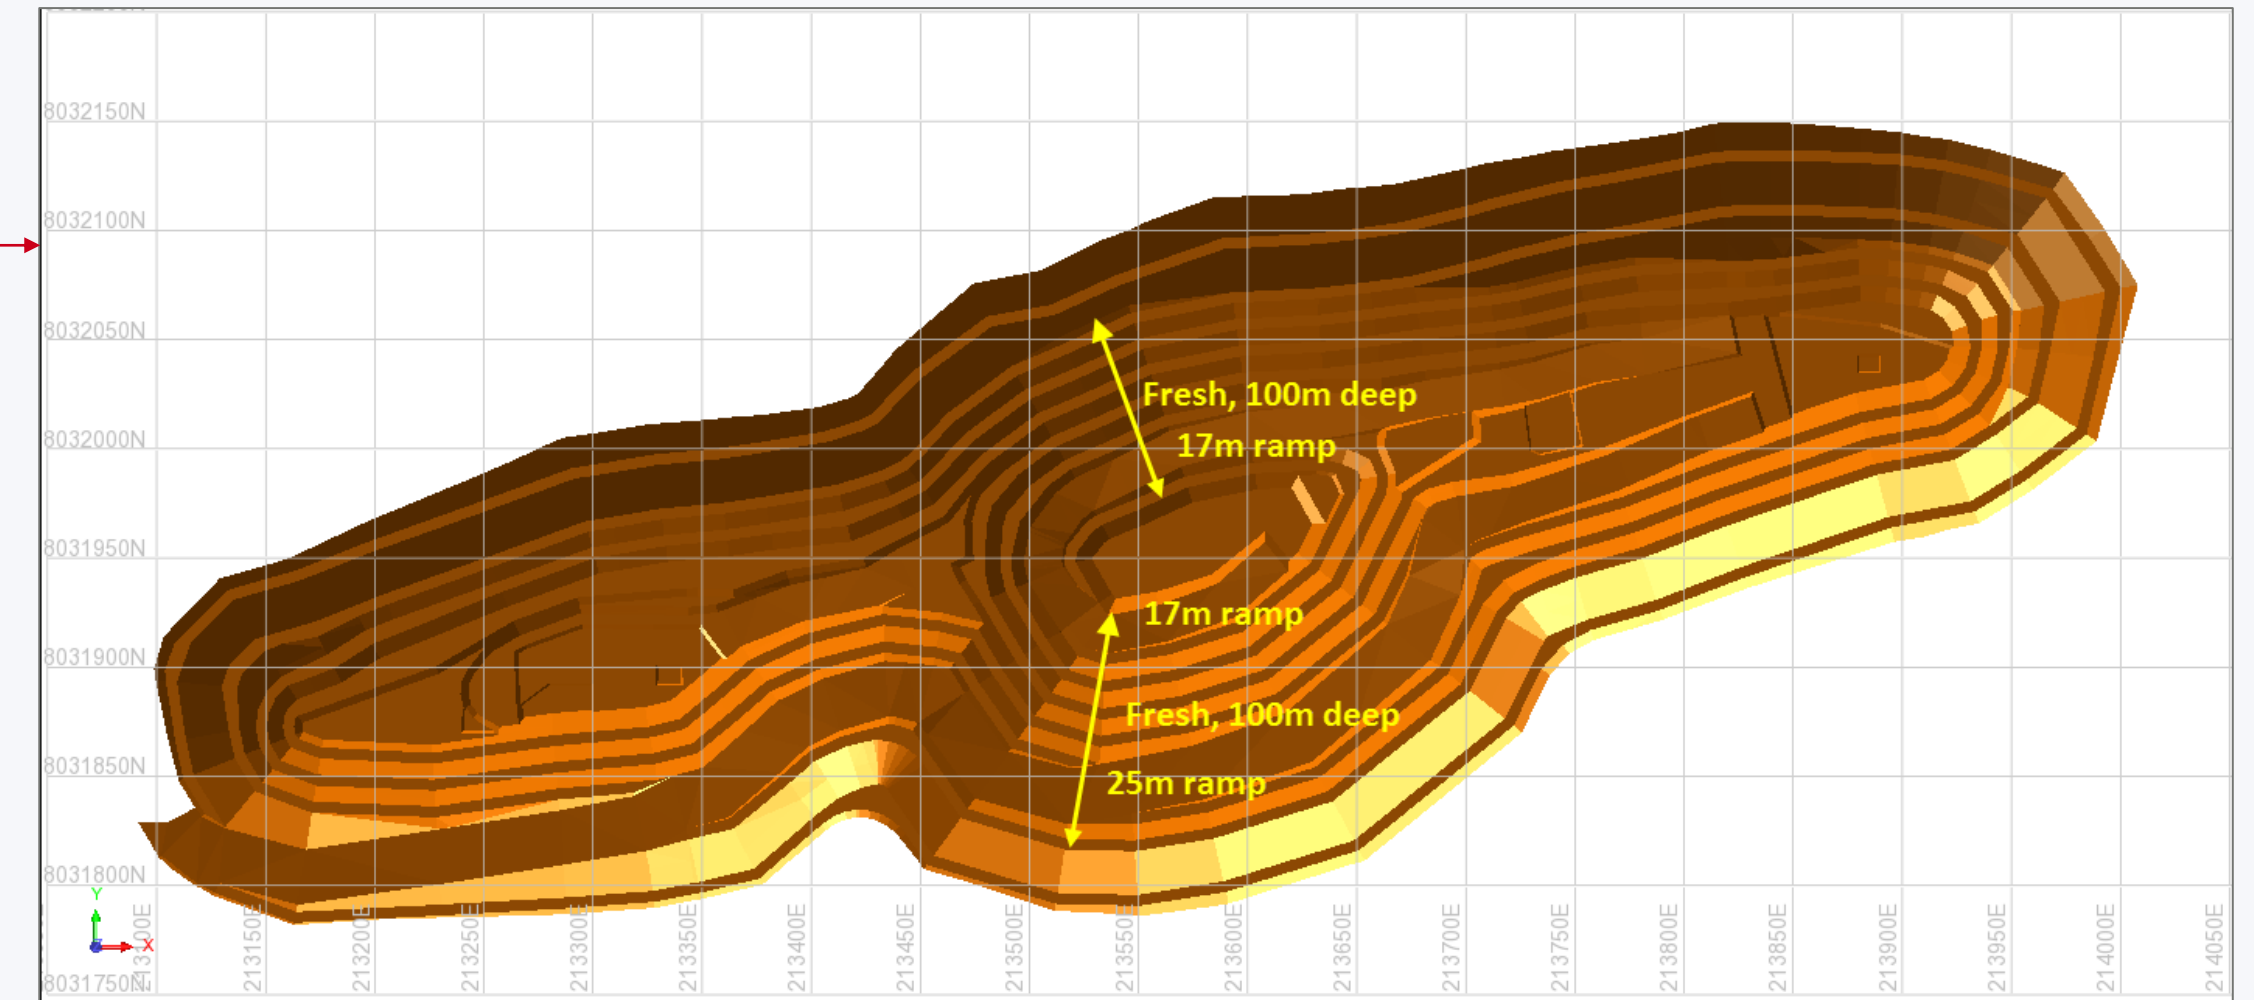 8032150N
8032100N
8032050N
Fresh, 100m deep
17m ramp
8032000N
8031950N
17m ramp
8031900N
Fresh, 100m deep
8031850N
25m ramp
8031800N
Y
X
8031750N
213150E
213200E
213250E
213300E
213350E
213400E
213450E
213500E
213550E
213600E
213650E
213700E
213750E
213800E
213850E
213900E
213950E
214000E
214050E